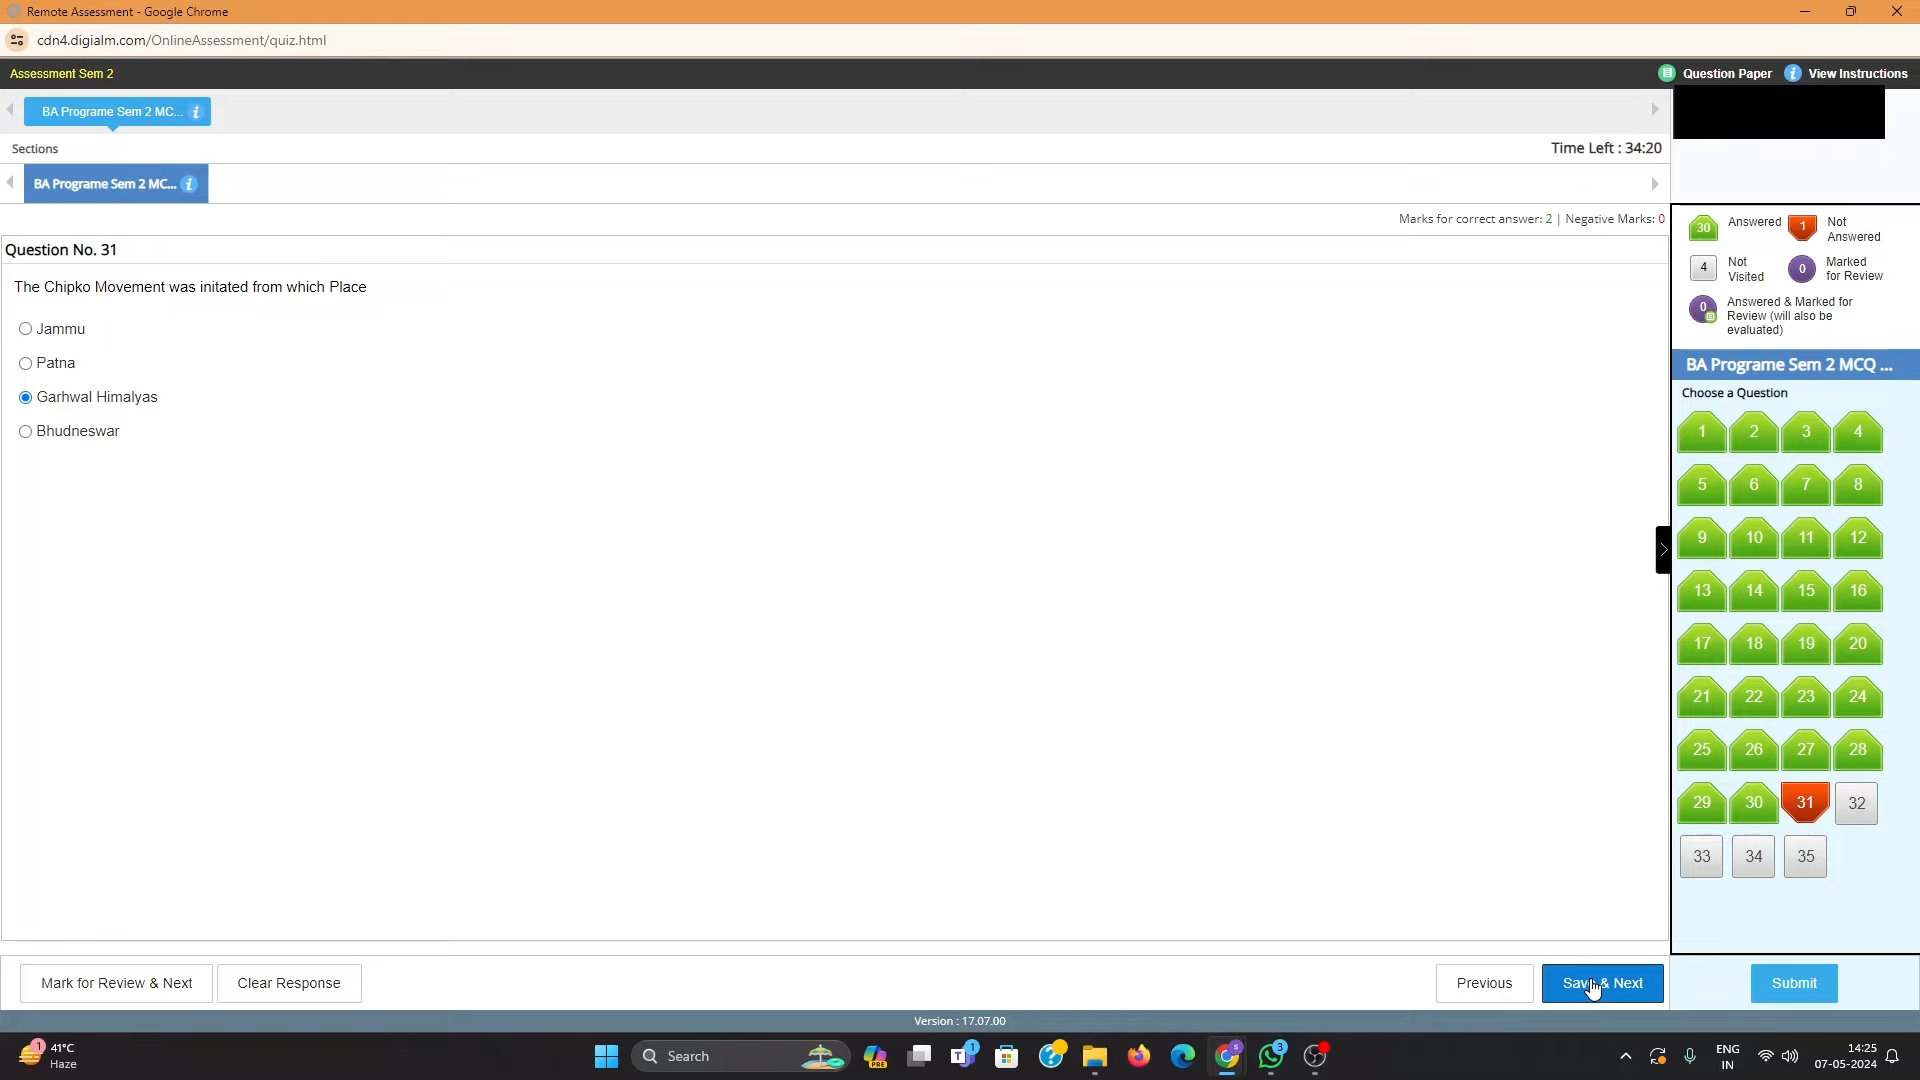 Remote Assessment - Google Chrome
cdn4.digialm.com/OnlineAssessment/quiz.html
Assessment Sem 2
Question Paper
i View Instructions
BA Programe Sem 2 MC... i
Sections
Time Left : 34:20
BA Programe Sem 2 MC... i
Marks for correct answer: 2 | Negative Marks: 0
Question No. 31
The Chipko Movement was initated from which Place
Jammu
Patna
Garhwal Himalyas
Bhudneswar
30 Answered
1 Not Answered
4 Not Visited
0 Marked for Review
0 Answered & Marked for
Review (will also be
evaluated)
BA Programe Sem 2 MCQ ...
Choose a Question
1 2 3 4
5 6 7 8
9 10 11 12
13 14 15 16
17 18 19 20
21 22 23 24
25 26 27 28
29 30 31 32
33 34 35
Mark for Review & Next
Clear Response
Previous
Save & Next
Submit
Version : 17.07.00
1
41°C
Haze
Search
PRE
T 1
S
3
ENG
IN
14:25
07-05-2024